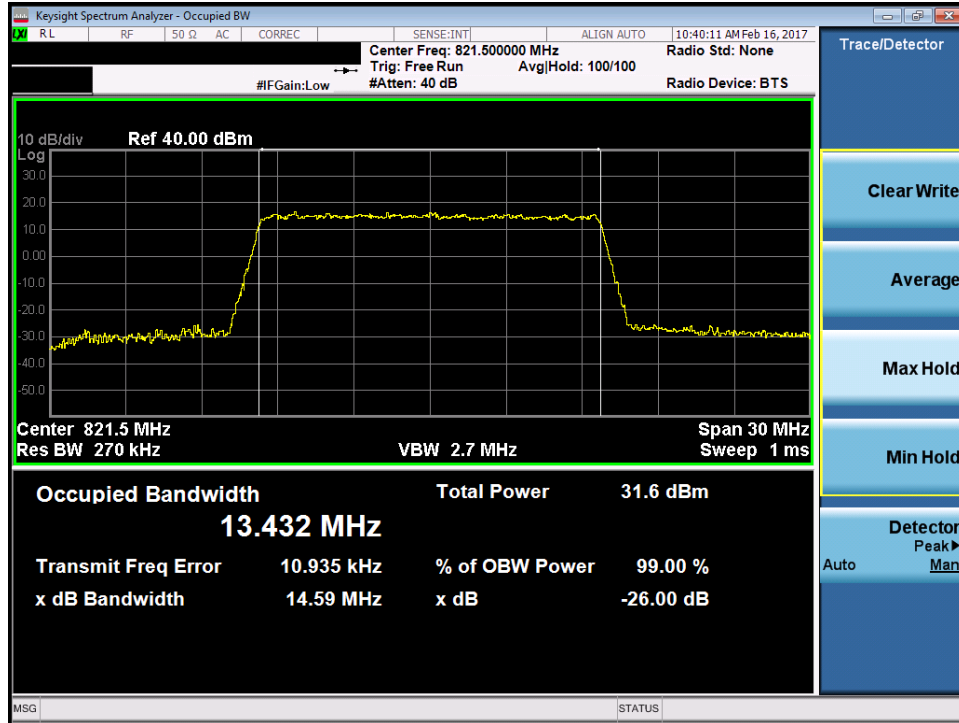 Keysight Spectrum Analyzer - Occupied BW
LXI RL RF 50 Ω AC CORREC SENSE:INT ALIGN AUTO 10:40:11 AM Feb 16, 2017
Center Freq: 821.500000 MHz Radio Std: None
Trig: Free Run Avg|Hold: 100/100
#IFGain:Low #Atten: 40 dB Radio Device: BTS
10 dB/div Ref 40.00 dBm
Log
30.0
20.0
10.0
0.00
-10.0
-20.0
-30.0
-40.0
-50.0
Center 821.5 MHz Span 30 MHz
Res BW 270 kHz VBW 2.7 MHz Sweep 1 ms
Occupied Bandwidth Total Power 31.6 dBm
13.432 MHz
Transmit Freq Error 10.935 kHz % of OBW Power 99.00 %
x dB Bandwidth 14.59 MHz x dB -26.00 dB
MSG STATUS
Trace/Detector
Clear Write
Average
Max Hold
Min Hold
Detector
Peak▶
Auto Man